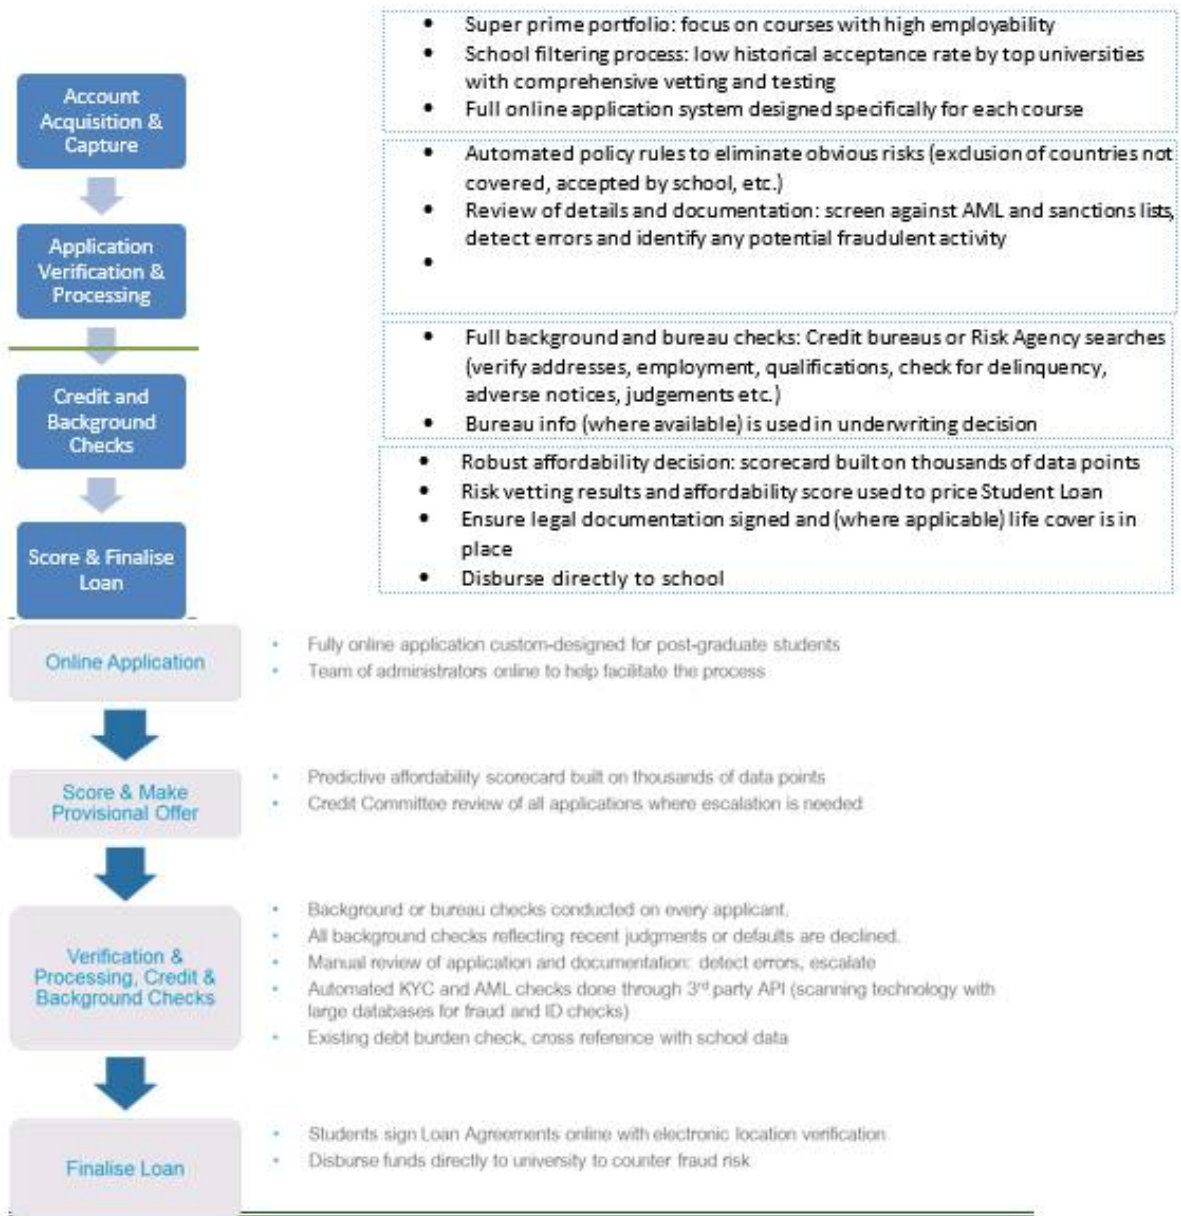 Account
Acquisition &
Capture
• Super prime portfolio: focus on courses with high employability
• School filtering process: low historical acceptance rate by top universities
with comprehensive vetting and testing
• Full online application system designed specifically for each course
Application
Verification &
Processing
• Automated policy rules to eliminate obvious risks (exclusion of countries not
covered, accepted by school, etc.)
• Review of details and documentation: screen against AML and sanctions lists,
detect errors and identify any potential fraudulent activity
•
Credit and
Background
Checks
• Full background and bureau checks: Credit bureaus or Risk Agency searches
(verify addresses, employment, qualifications, check for delinquency,
adverse notices, judgements etc.)
• Bureau info (where available) is used in underwriting decision
Score & Finalise
Loan
• Robust affordability decision: scorecard built on thousands of data points
• Risk vetting results and affordability score used to price Student Loan
• Ensure legal documentation signed and (where applicable) life cover is in
place
• Disburse directly to school
Online Application
• Fully online application custom-designed for post-graduate students
• Team of administrators online to help facilitate the process
Score & Make
Provisional Offer
• Predictive affordability scorecard built on thousands of data points
• Credit Committee review of all applications where escalation is needed
Verification &
Processing, Credit &
Background Checks
• Background or bureau checks conducted on every applicant.
• All background checks reflecting recent judgments or defaults are declined.
• Manual review of application and documentation: detect errors, escalate
• Automated KYC and AML checks done through 3rd party API (scanning technology with
large databases for fraud and ID checks)
• Existing debt burden check, cross reference with school data
Finalise Loan
• Students sign Loan Agreements online with electronic location verification
• Disburse funds directly to university to counter fraud risk